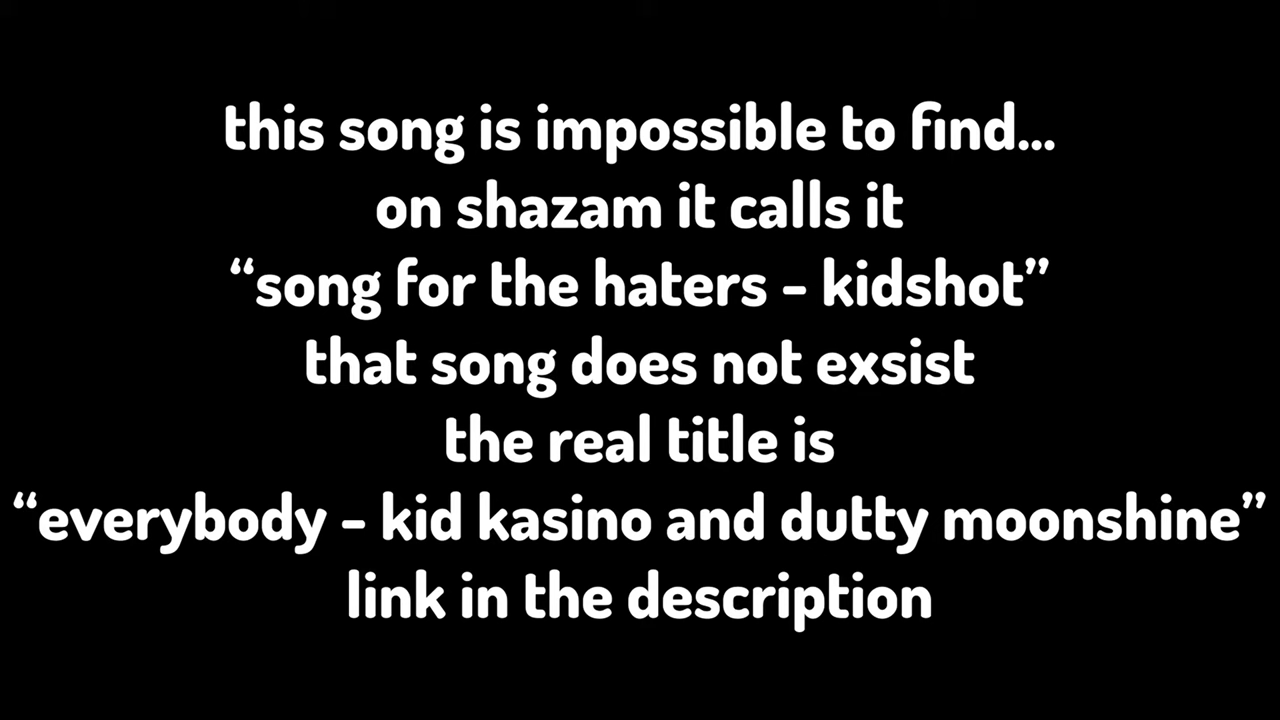 this song is impossible to find...
on shazam it calls it
“song for the haters - kidshot”
that song does not exsist
the real title is
“everybody - kid kasino and dutty moonshine”
link in the description